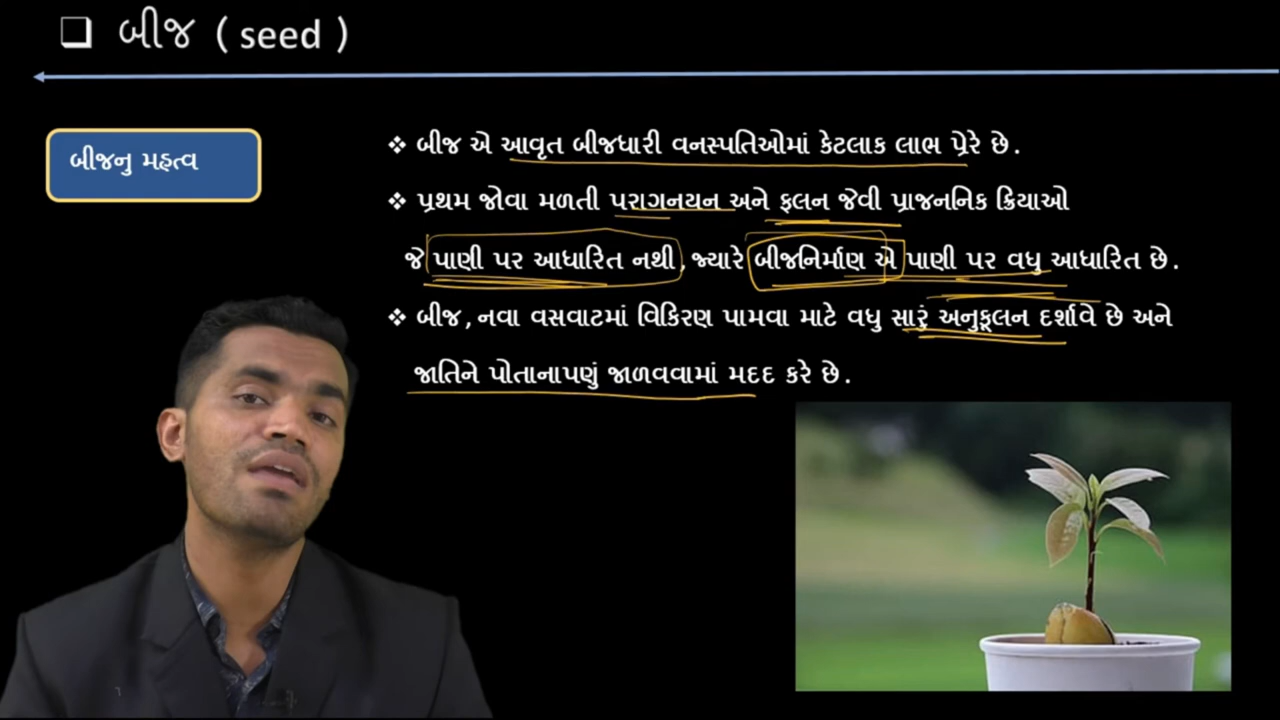 ❑ બીજ ( seed )
બીજનુ મહત્વ
❖ બીજ એ આવૃત બીજધારી વનસ્પતિઓમાં કેટલાક લાભ પ્રેરે છે.
❖ પ્રથમ જોવા મળતી પરાગનયન અને ફલન જેવી પ્રાજનનિક ક્રિયાઓ
જે પાણી પર આધારિત નથી, જ્યારે બીજનિર્માણ એ પાણી પર વધુ આધારિત છે.
❖ બીજ, નવા વસવાટમાં વિકિરણ પામવા માટે વધુ સારું અનુકૂલન દર્શાવે છે અને
જાતિને પોતાનાપણું જાળવવામાં મદદ કરે છે.